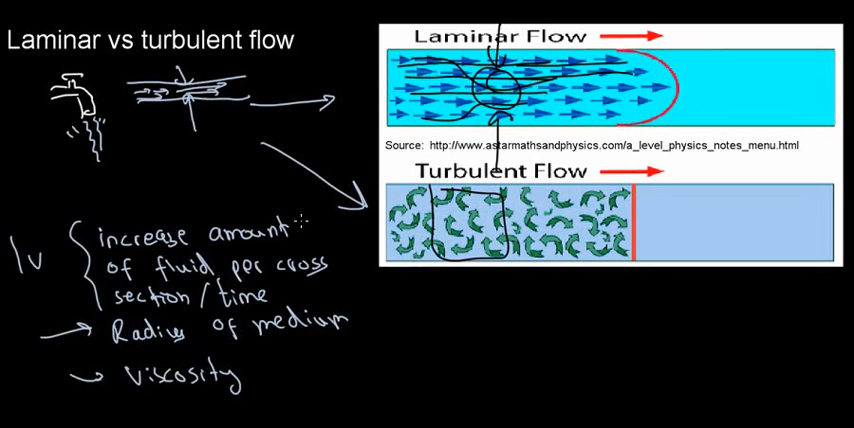 Laminar vs turbulent flow
Laminar Flow
Source: http://www.astarmathsandphysics.com/a_level_physics_notes_menu.html
Turbulent Flow
increase amount
of fluid per cross
section/time
Radius of medium
Viscosity